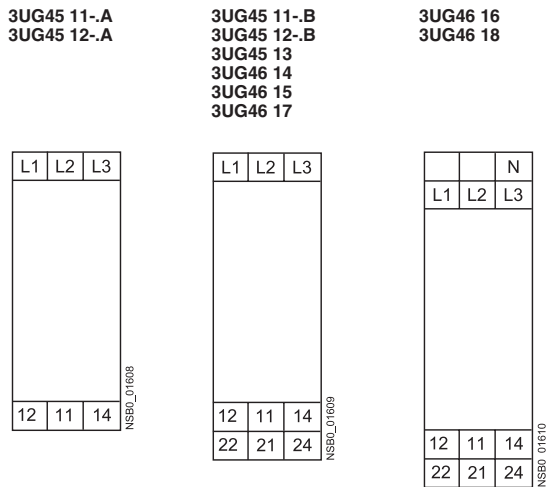 3UG45 11-.A
3UG45 12-.A
3UG45 11-.B
3UG45 12-.B
3UG45 13
3UG46 14
3UG46 15
3UG46 17
3UG46 16
3UG46 18
L1 L2 L3
12 11 14
NSB0_01608
L1 L2 L3
12 11 14
22 21 24
NSB0_01609
N
L1 L2 L3
12 11 14
22 21 24
NSB0_01610